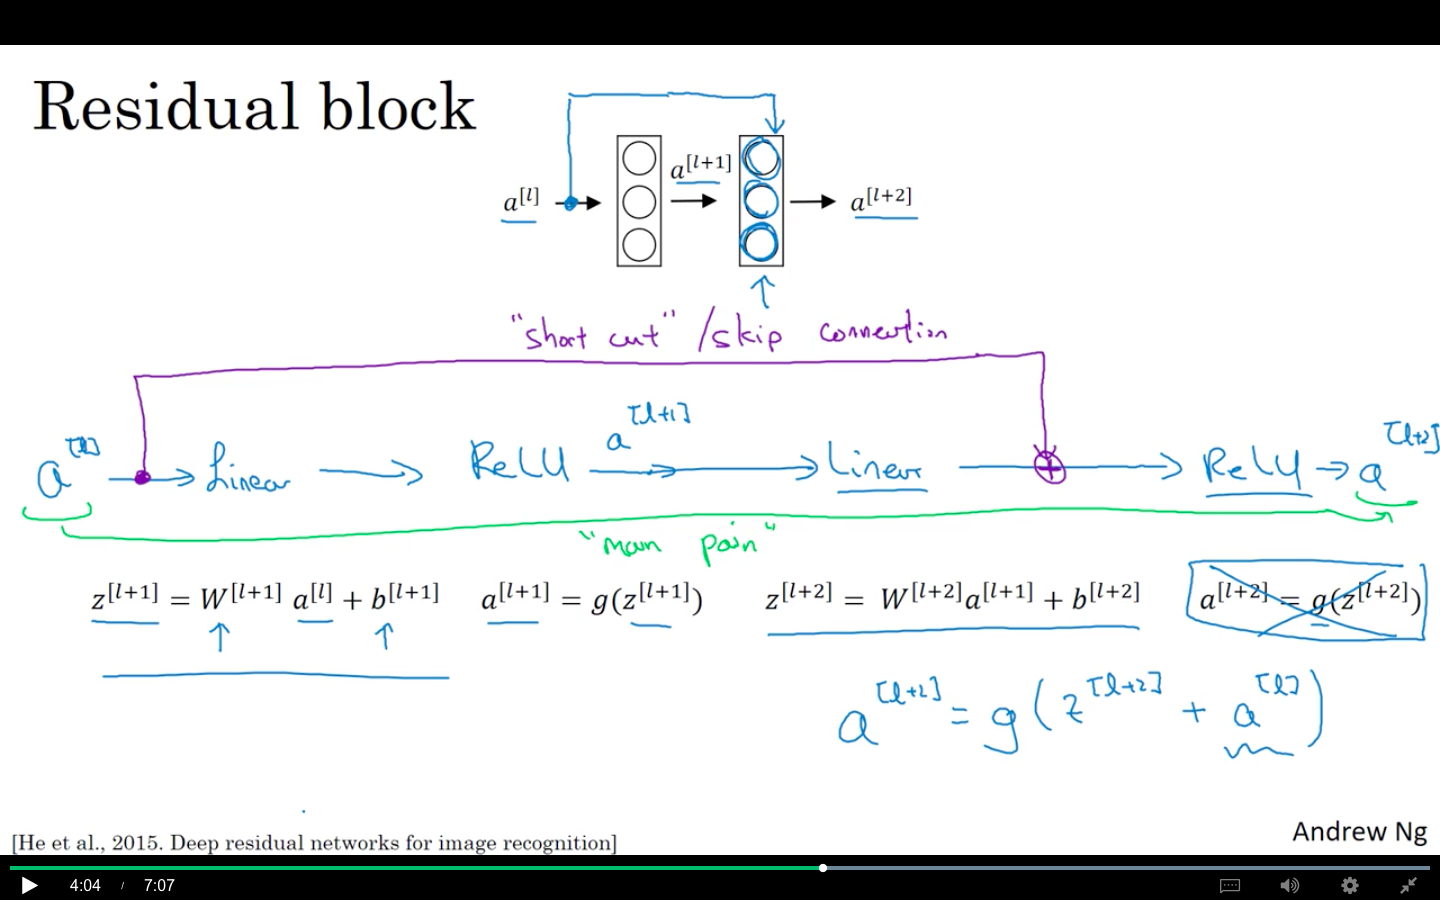 Residual block
a[l] a[l+1] a[l+2]
"short cut" /skip connection
a[l] Linear ReLU a[l+1] Linear ReLU a[l+2]
"main path"
z[l+1] = W[l+1] a[l] + b[l+1] a[l+1] = g(z[l+1]) z[l+2] = W[l+2]a[l+1] + b[l+2] a[l+2] = g(z[l+2])
a[l+2] = g(z[l+2] + a[l])
[He et al., 2015. Deep residual networks for image recognition]
Andrew Ng
4:04 / 7:07